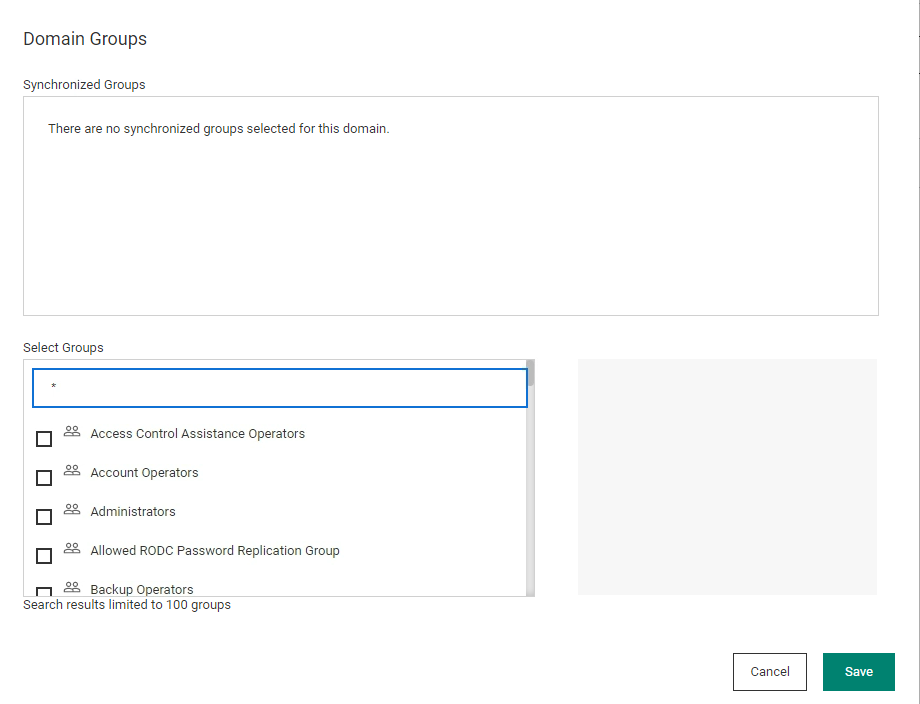 Domain Groups
Synchronized Groups
There are no synchronized groups selected for this domain.
Select Groups
*
Access Control Assistance Operators
Account Operators
Administrators
Allowed RODC Password Replication Group
Backup Operators
Search results limited to 100 groups
Cancel
Save